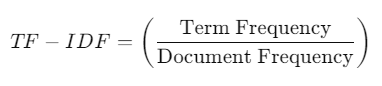 TF − IDF = (Term Frequency / Document Frequency)